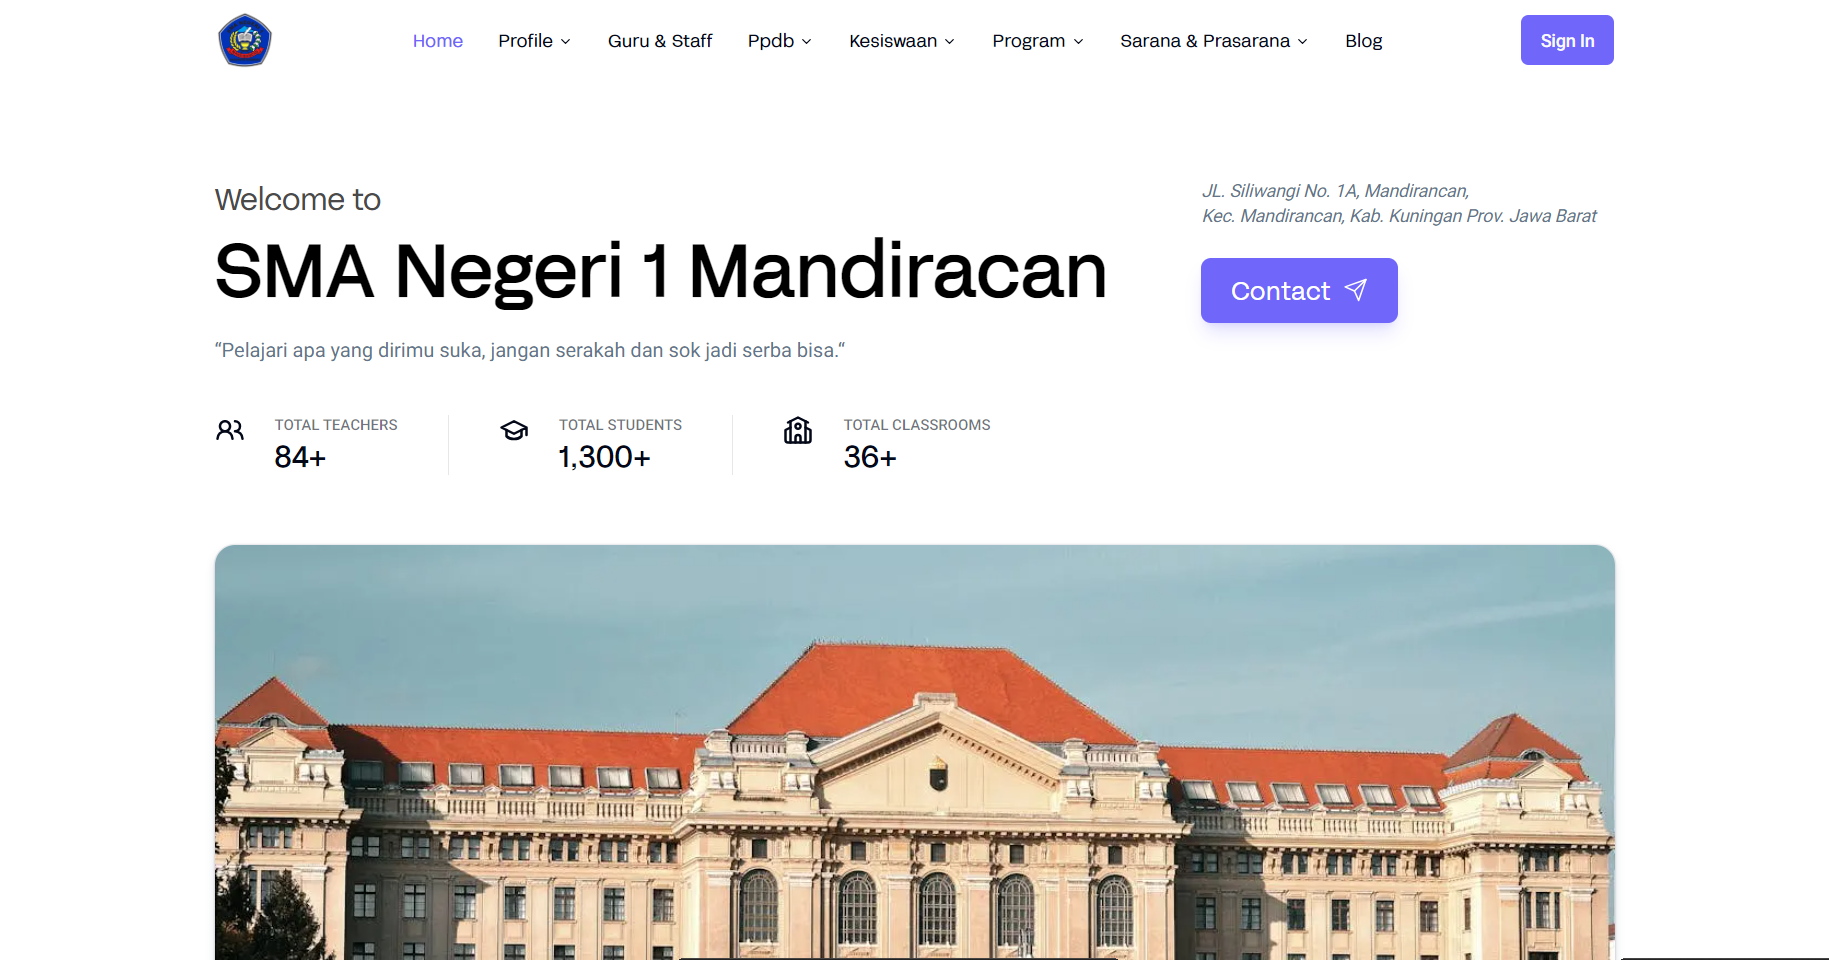 Home Profile Guru & Staff Ppdb Kesiswaan Program Sarana & Prasarana Blog Sign In
Welcome to
SMA Negeri 1 Mandiracan
“Pelajari apa yang dirimu suka, jangan serakah dan sok jadi serba bisa.“
JL. Siliwangi No. 1A, Mandirancan,
Kec. Mandirancan, Kab. Kuningan Prov. Jawa Barat
Contact
TOTAL TEACHERS
84+
TOTAL STUDENTS
1,300+
TOTAL CLASSROOMS
36+